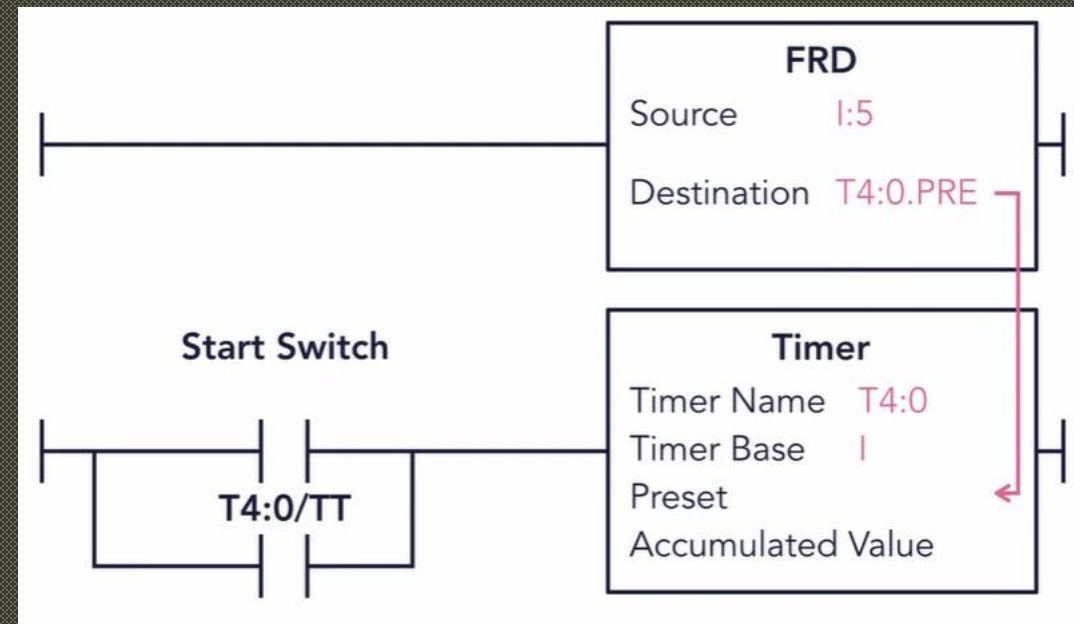 FRD
Source I:5
Destination T4:0.PRE
Start Switch
T4:0/TT
Timer
Timer Name T4:0
Timer Base I
Preset
Accumulated Value